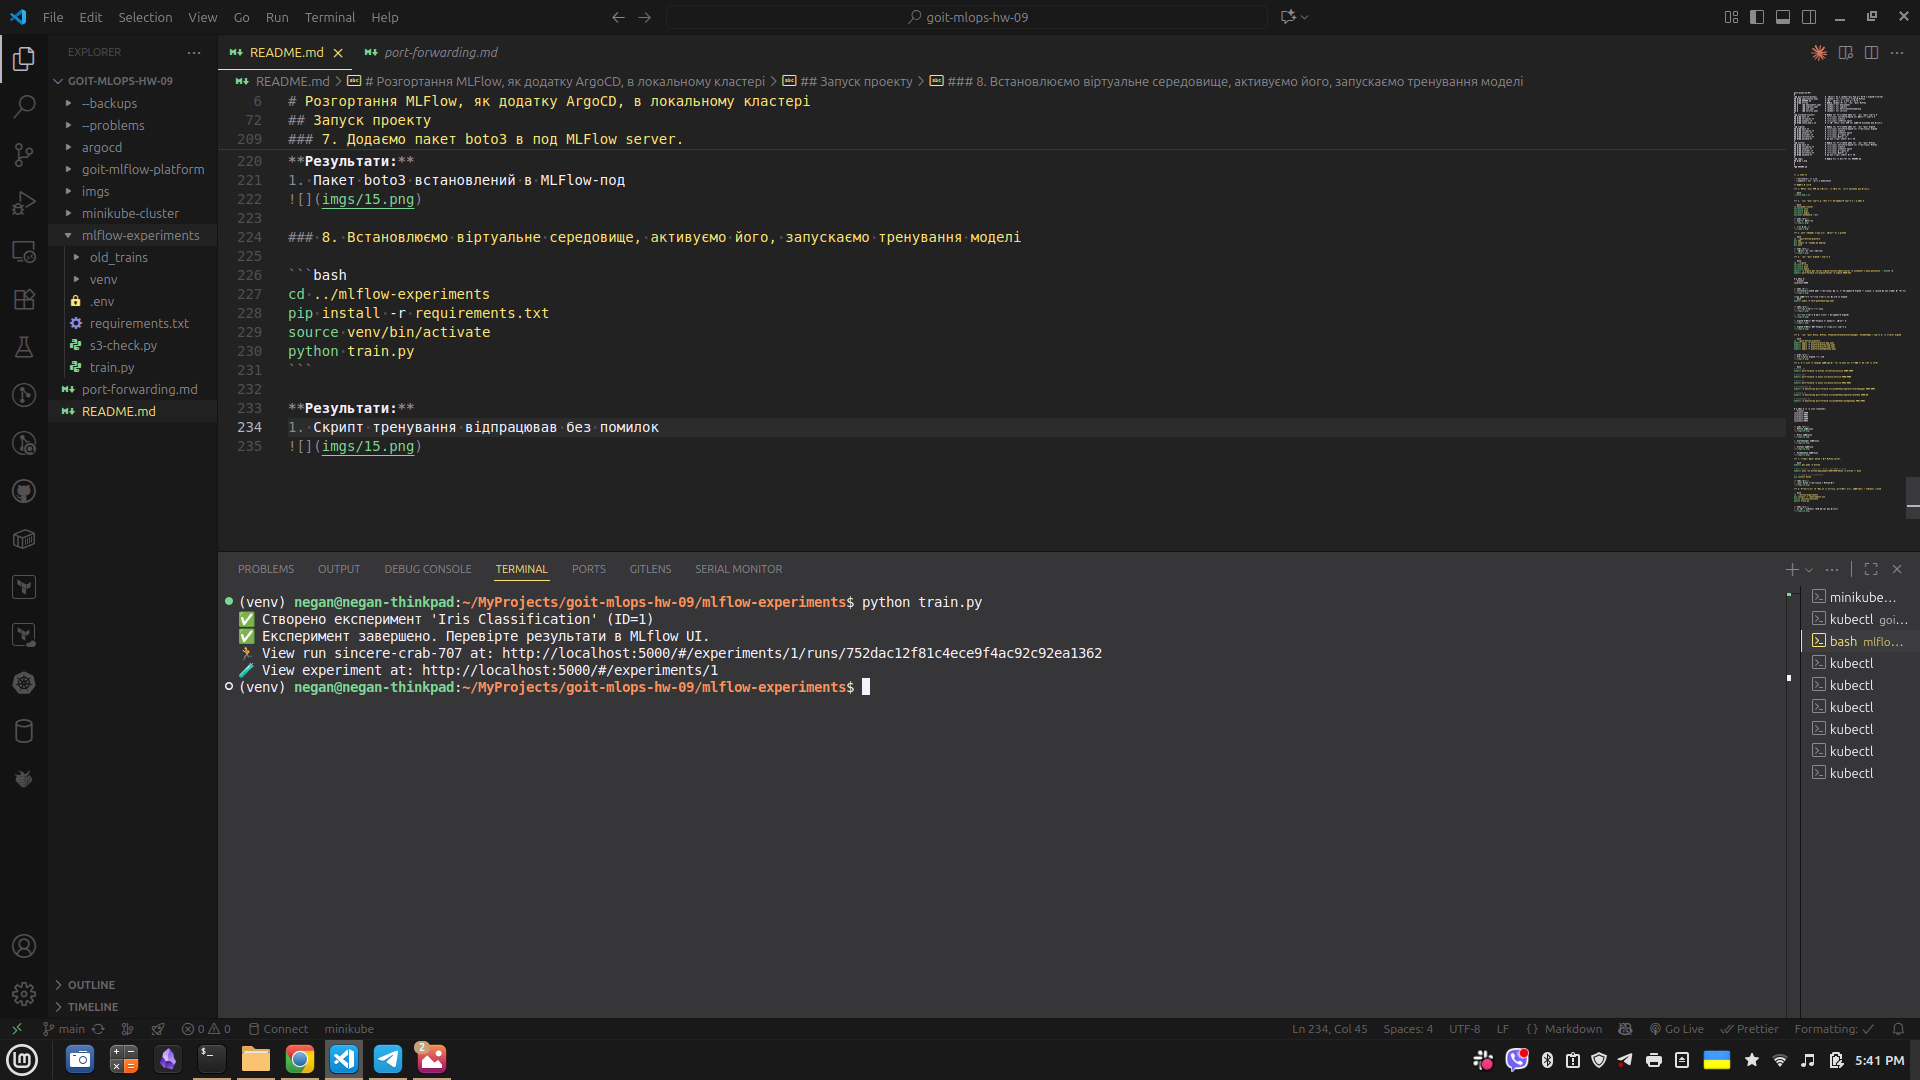 File Edit Selection View Go Run Terminal Help
goit-mlops-hw-09
EXPLORER
GOIT-MLOPS-HW-09
--backups
--problems
argocd
goit-mlflow-platform
imgs
minikube-cluster
mlflow-experiments
old_trains
venv
.env
requirements.txt
s3-check.py
train.py
port-forwarding.md
README.md
OUTLINE
TIMELINE
README.md port-forwarding.md
README.md > # Розгортання MLFlow, як додатку ArgoCD, в локальному кластері > ## Запуск проекту > ### 8. Встановлюємо віртуальне середовище, активуємо його, запускаємо тренування моделі
6 # Розгортання MLFlow, як додатку ArgoCD, в локальному кластері
72 ## Запуск проекту
209 ### 7. Додаємо пакет boto3 в под MLFlow server.
220 **Результати:**
221 1. Пакет boto3 встановлений в MLFlow-под
222 ![](imgs/15.png)
223
224 ### 8. Встановлюємо віртуальне середовище, активуємо його, запускаємо тренування моделі
225
226 ```bash
227 cd ../mlflow-experiments
228 pip install -r requirements.txt
229 source venv/bin/activate
230 python train.py
231 ```
232
233 **Результати:**
234 1. Скрипт тренування відпрацював без помилок
235 ![](imgs/15.png)
PROBLEMS OUTPUT DEBUG CONSOLE TERMINAL PORTS GITLENS SERIAL MONITOR
(venv) negan@negan-thinkpad:~/MyProjects/goit-mlops-hw-09/mlflow-experiments$ python train.py
✅ Створено експеримент 'Iris Classification' (ID=1)
✅ Експеримент завершено. Перевірте результати в MLflow UI.
🏃 View run sincere-crab-707 at: http://localhost:5000/#/experiments/1/runs/752dac12f81c4ece9f4ac92c92ea1362
🧪 View experiment at: http://localhost:5000/#/experiments/1
(venv) negan@negan-thinkpad:~/MyProjects/goit-mlops-hw-09/mlflow-experiments$
minikube...
kubectl goi...
bash mlflo...
kubectl
kubectl
kubectl
kubectl
kubectl
kubectl
main 0 0 Connect minikube
Ln 234, Col 45 Spaces: 4 UTF-8 LF {} Markdown Go Live Prettier Formatting: ✓
2
5:41 PM